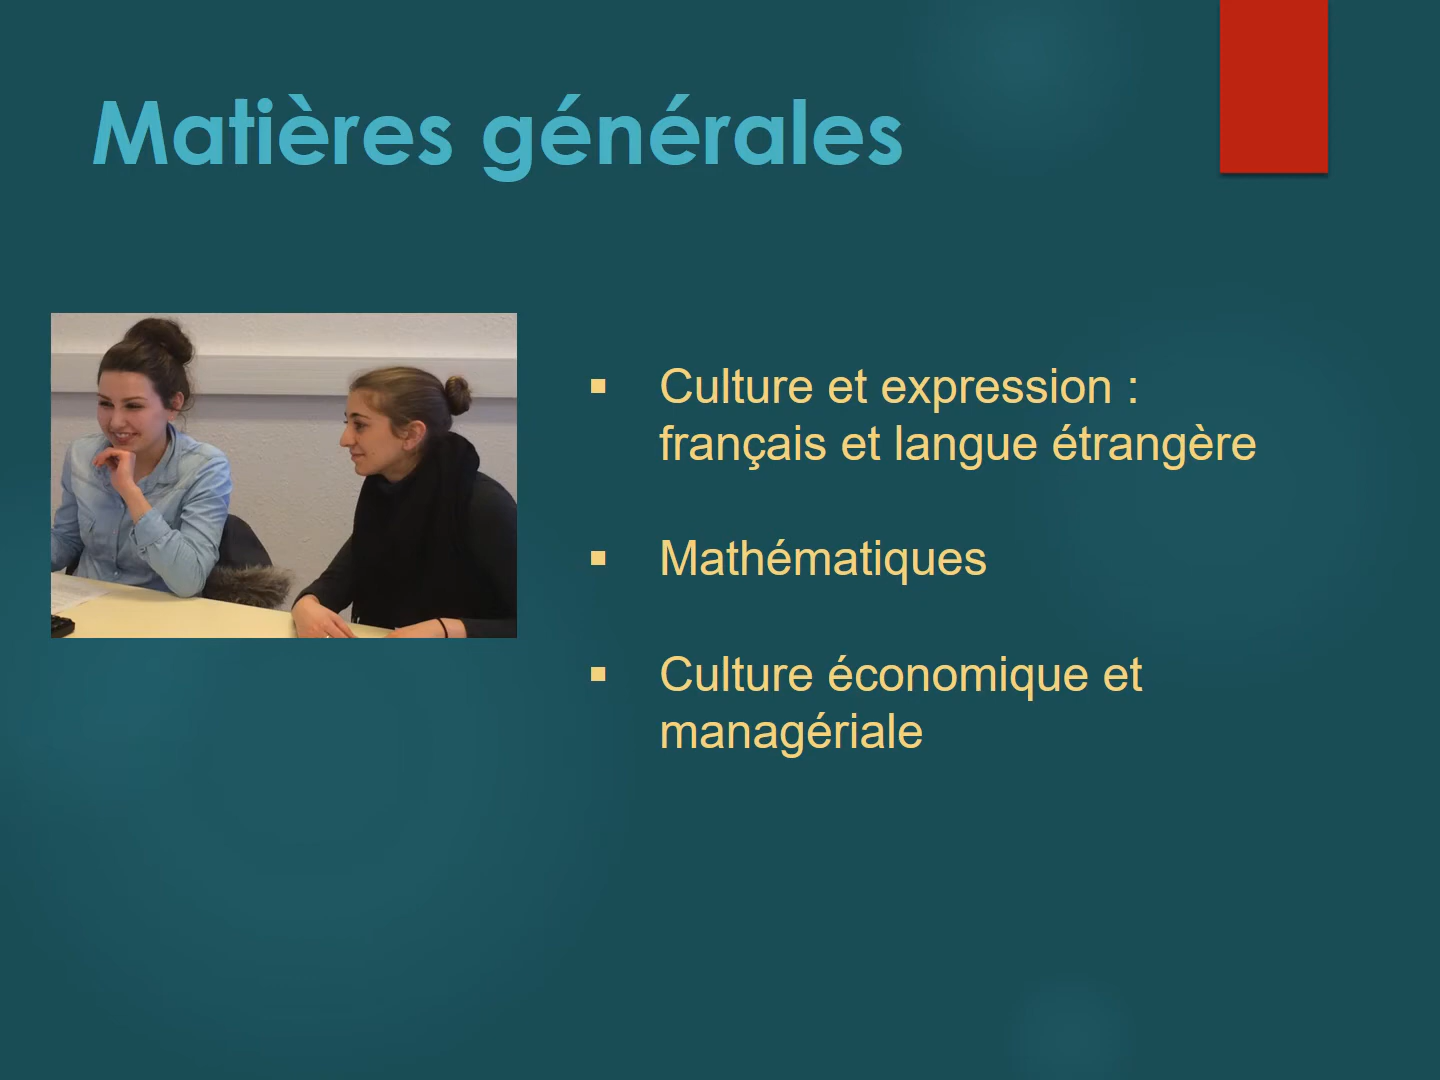 Matières générales
▪ Culture et expression :
français et langue étrangère
▪ Mathématiques
▪ Culture économique et
managériale